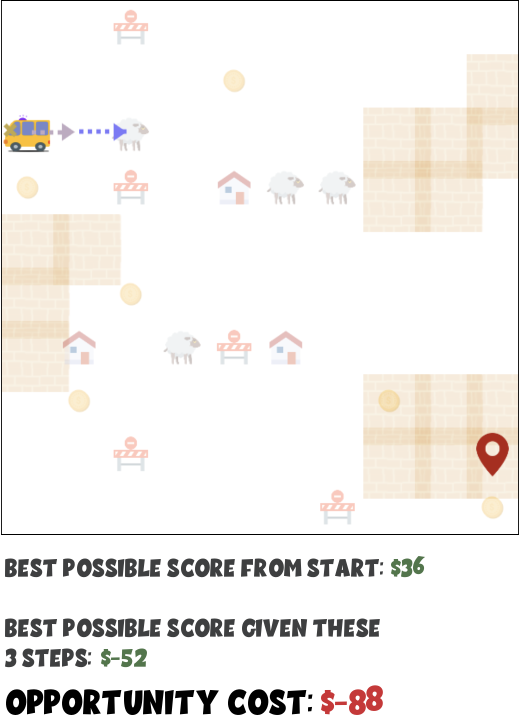 BEST POSSIBLE SCORE FROM START: $36
BEST POSSIBLE SCORE GIVEN THESE
3 STEPS: $-52
OPPORTUNITY COST: $-88